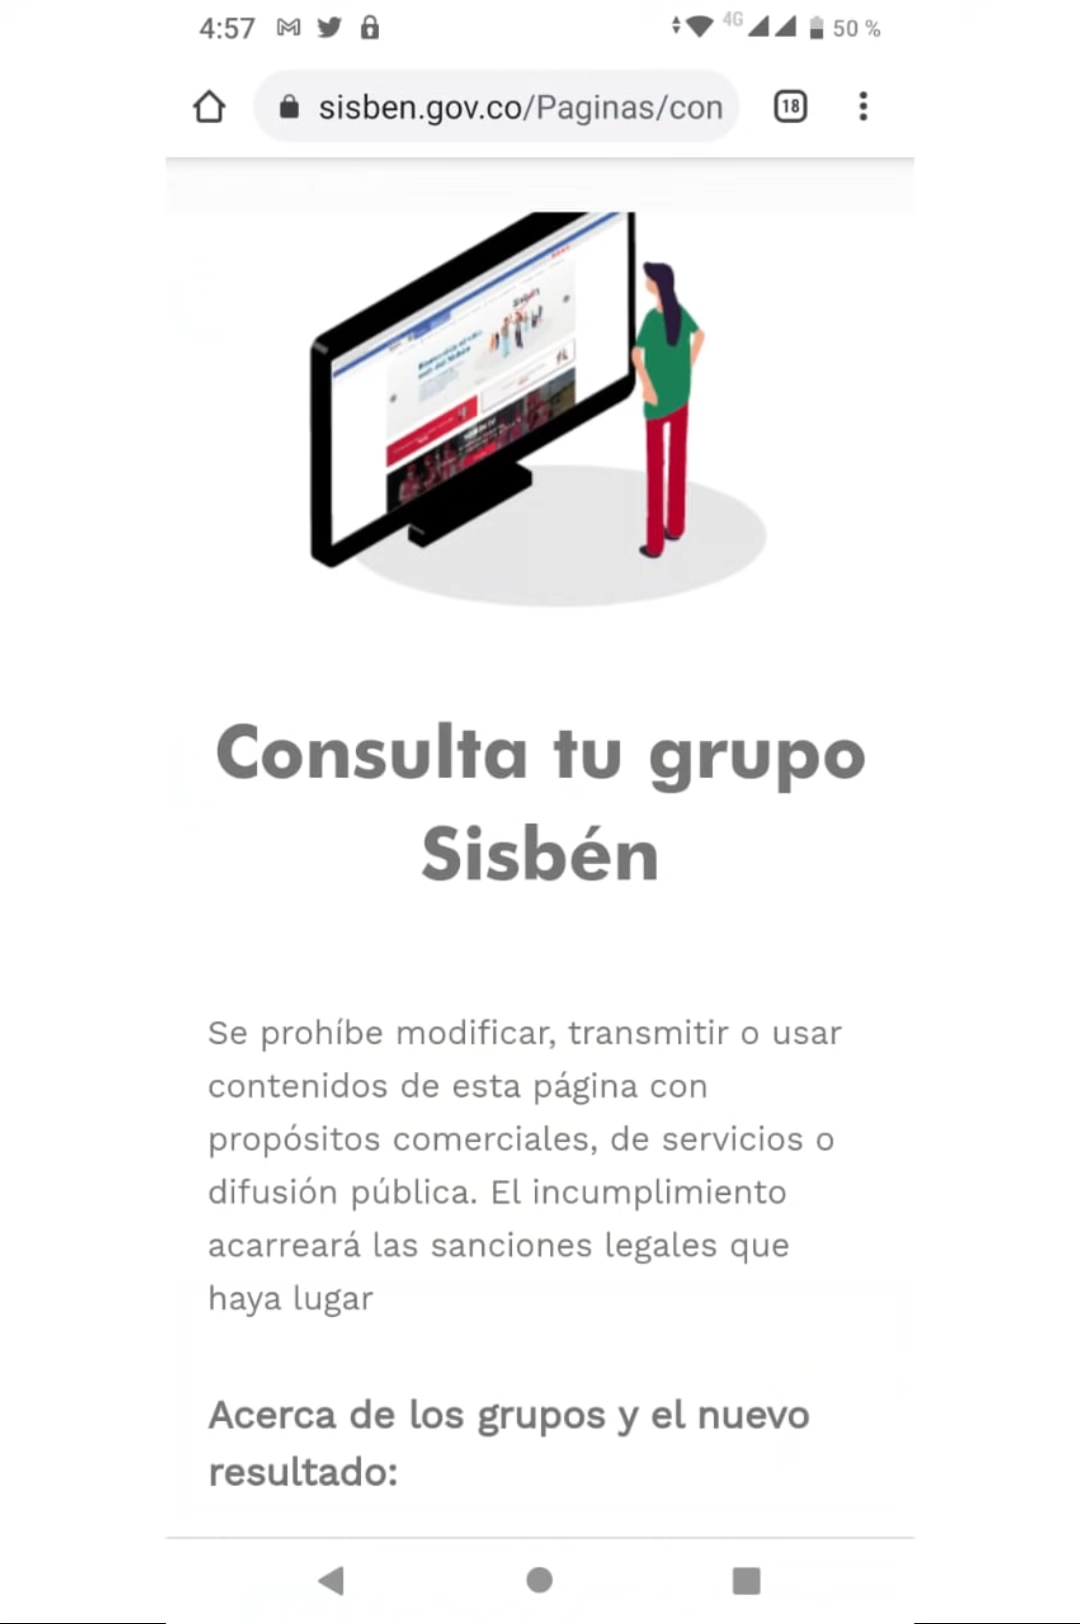 4:57
4G
50 %
sisben.gov.co/Paginas/con
18
Consulta tu grupo
Sisbén
Se prohíbe modificar, transmitir o usar
contenidos de esta página con
propósitos comerciales, de servicios o
difusión pública. El incumplimiento
acarreará las sanciones legales que
haya lugar
Acerca de los grupos y el nuevo
resultado: